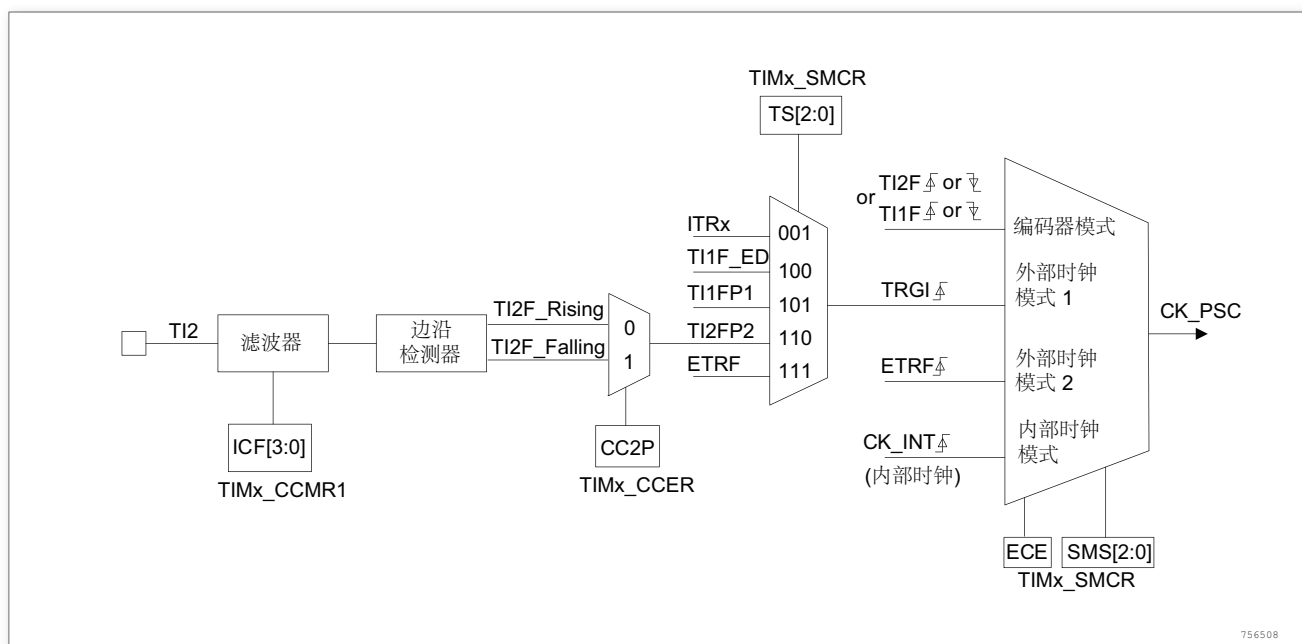 TIMx_SMCR
TS[2:0]
TI2F or
or
TI1F or
编码器模式
ITRx
001
TI1F_ED
100
外部时钟
模式 1
TRGI
TI1FP1
101
CK_PSC
TI2F_Rising
TI2FP2
110
0
TI2
滤波器
边沿
检测器
TI2F_Falling
1
ETRF
111
ETRF
外部时钟
模式 2
ICF[3:0]
TIMx_CCMR1
CC2P
TIMx_CCER
CK_INT
(内部时钟)
内部时钟
模式
ECE
SMS[2:0]
TIMx_SMCR
756508